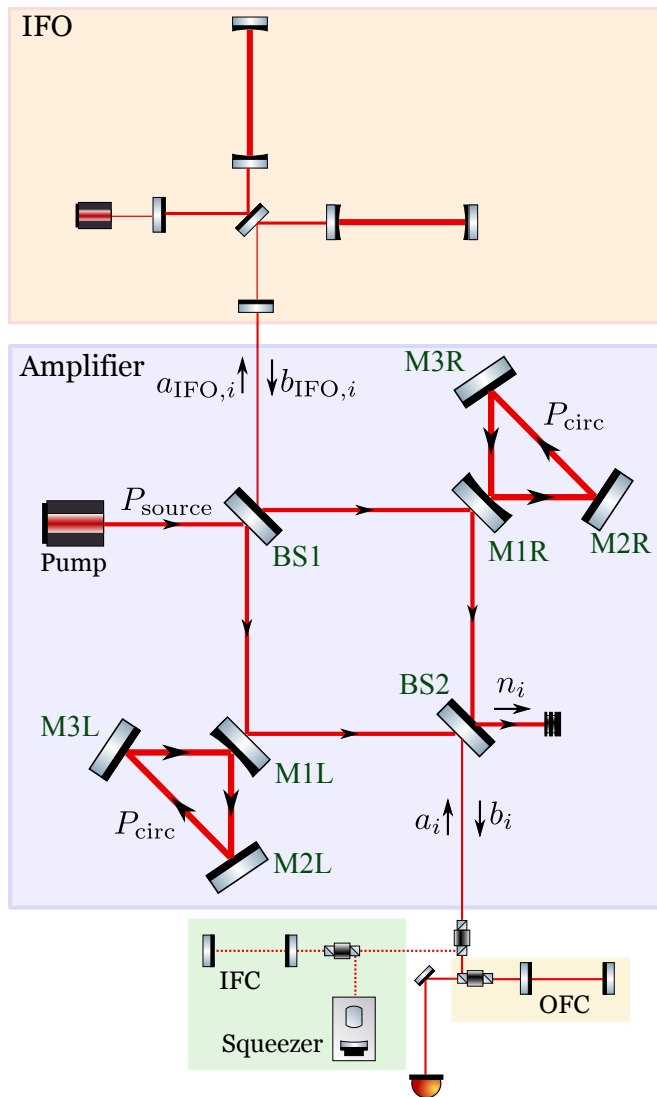 IFO
Amplifier
a_IFO,i
b_IFO,i
M3R
P_circ
P_source
Pump
BS1
M1R
M2R
BS2
n_i
M3L
M1L
P_circ
M2L
a_i
b_i
IFC
OFC
Squeezer